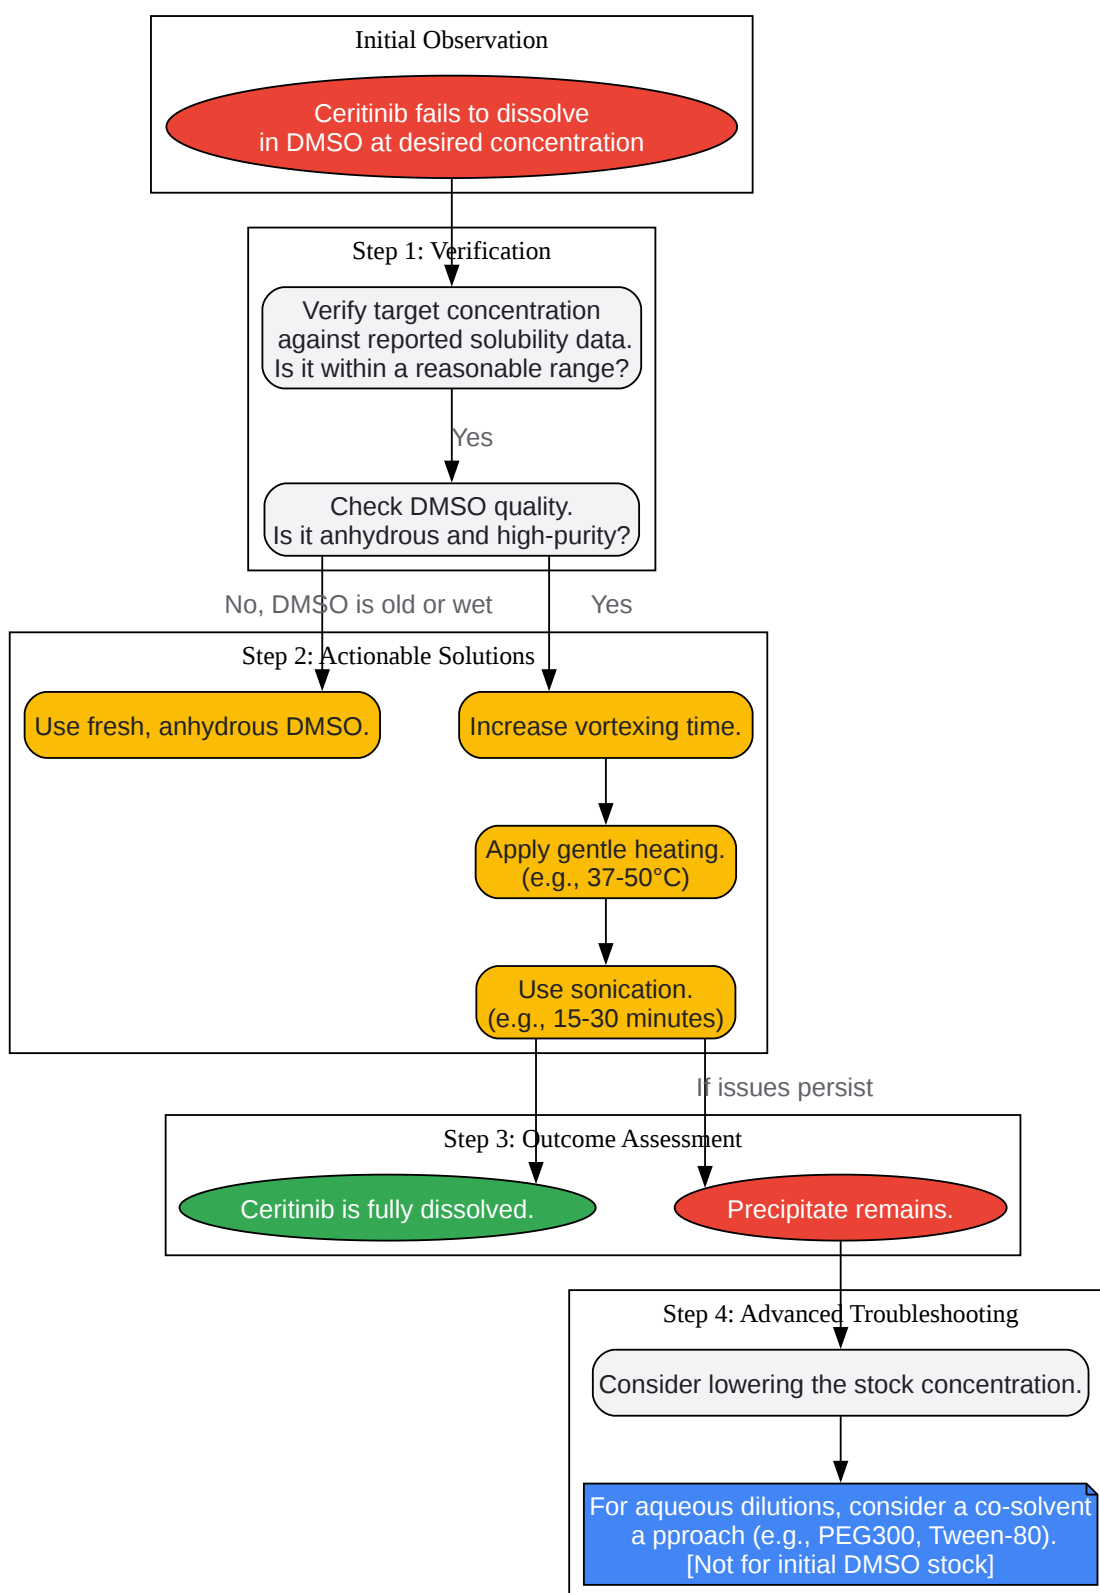 Initial Observation
Ceritinib fails to dissolve
in DMSO at desired concentration
Step 1: Verification
Verify target concentration
against reported solubility data.
Is it within a reasonable range?
Yes
Check DMSO quality.
Is it anhydrous and high-purity?
No, DMSO is old or wet
Yes
Step 2: Actionable Solutions
Use fresh, anhydrous DMSO.
Increase vortexing time.
Apply gentle heating.
(e.g., 37-50°C)
Use sonication.
(e.g., 15-30 minutes)
If issues persist
Step 3: Outcome Assessment
Ceritinib is fully dissolved.
Precipitate remains.
Step 4: Advanced Troubleshooting
Consider lowering the stock concentration.
For aqueous dilutions, consider a co-solvent
a pproach (e.g., PEG300, Tween-80).
[Not for initial DMSO stock]